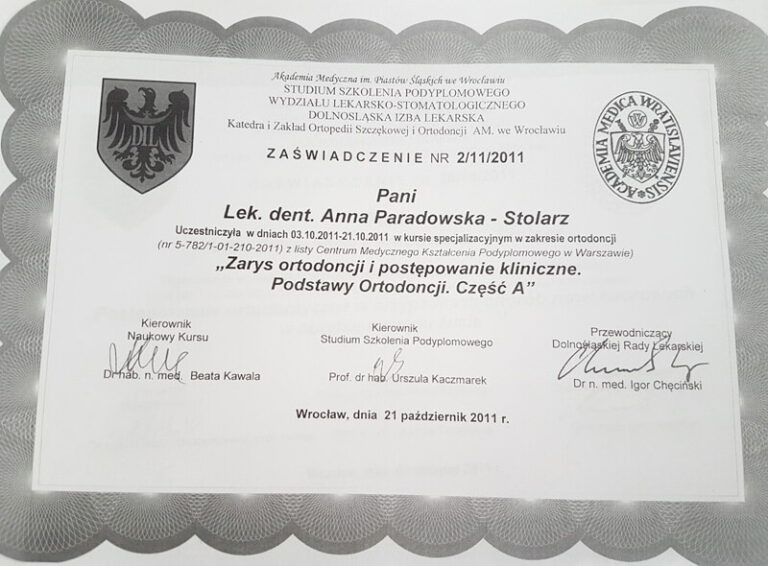 Akademia Medyczna im. Piastów Śląskich we Wrocławiu
STUDIUM SZKOLENIA PODYPLOMOWEGO
WYDZIAŁU LEKARSKO-STOMATOLOGICZNEGO
DOLNOŚLĄSKA IZBA LEKARSKA
Katedra i Zakład Ortopedii Szczękowej i Ortodoncji AM. we Wrocławiu
DIL
ACADEMIA MEDICA WRATISLAVIENSIS
ZAŚWIADCZENIE NR 2/11/2011
Pani
Lek. dent. Anna Paradowska - Stolarz
Uczestniczyła w dniach 03.10.2011-21.10.2011 w kursie specjalizacyjnym w zakresie ortodoncji
(nr 5-782/1-01-210-2011) z listy Centrum Medycznego Kształcenia Podyplomowego w Warszawie)
„Zarys ortodoncji i postępowanie kliniczne.
Podstawy Ortodoncji. Część A”
Kierownik
Naukowy Kursu
Dr hab. n. med. Beata Kawala
Kierownik
Studium Szkolenia Podyplomowego
Prof. dr hab. Urszula Kaczmarek
Przewodniczący
Dolnośląskiej Rady Lekarskiej
Dr n. med. Igor Chęciński
Wrocław, dnia 21 październik 2011 r.